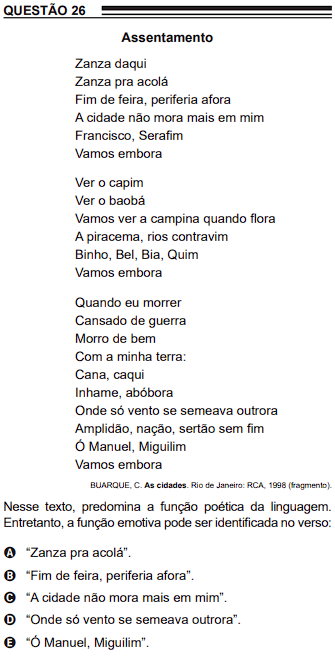 QUESTÃO 26
Assentamento
Zanza daqui
Zanza pra acolá
Fim de feira, periferia afora
A cidade não mora mais em mim
Francisco, Serafim
Vamos embora
Ver o capim
Ver o baobá
Vamos ver a campina quando flora
A piracema, rios contravim
Binho, Bel, Bia, Quim
Vamos embora
Quando eu morrer
Cansado de guerra
Morro de bem
Com a minha terra:
Cana, caqui
Inhame, abóbora
Onde só vento se semeava outrora
Amplidão, nação, sertão sem fim
Ó Manuel, Miguilim
Vamos embora
BUARQUE, C. As cidades. Rio de Janeiro: RCA, 1998 (fragmento).
Nesse texto, predomina a função poética da linguagem.
Entretanto, a função emotiva pode ser identificada no verso:
A “Zanza pra acolá”.
B “Fim de feira, periferia afora”.
C “A cidade não mora mais em mim”.
D “Onde só vento se semeava outrora”.
E “Ó Manuel, Miguilim”.